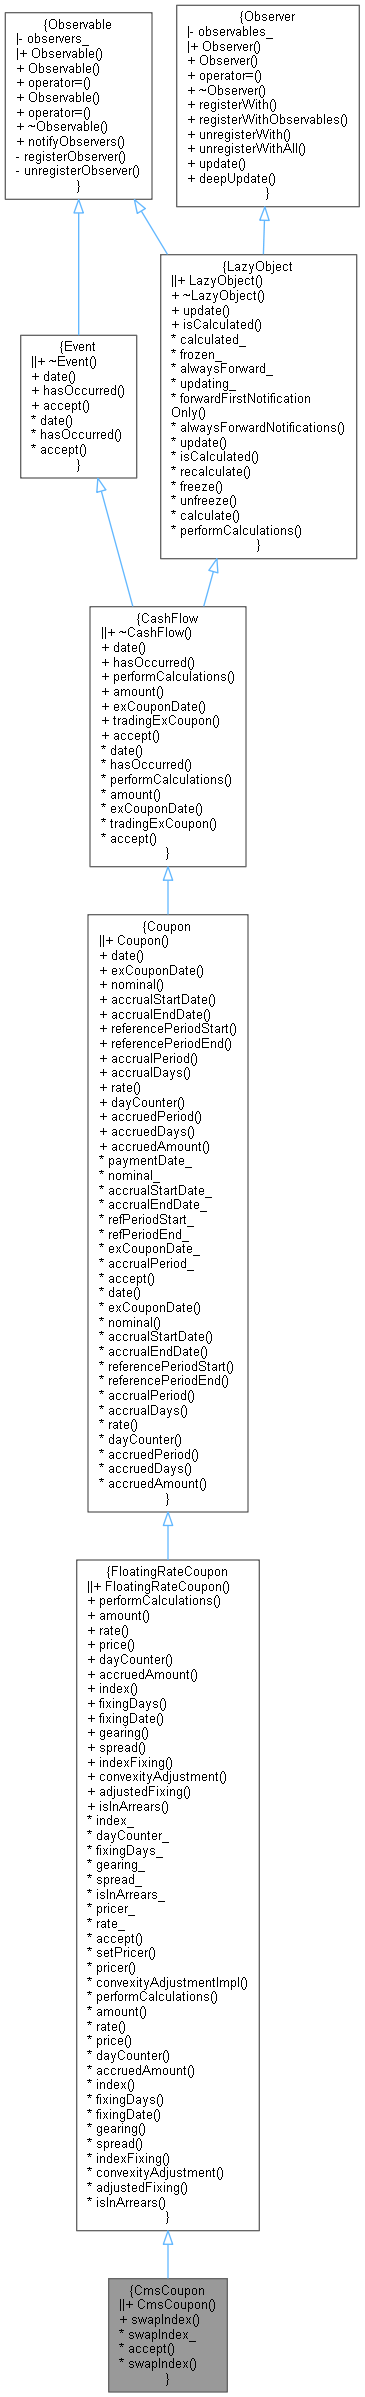 {Observable
|- observers_
|+ Observable()
+ Observable()
+ operator=()
+ Observable()
+ operator=()
+ ~Observable()
+ notifyObservers()
- registerObserver()
- unregisterObserver()
}
{Observer
|- observables_
|+ Observer()
+ Observer()
+ operator=()
+ ~Observer()
+ registerWith()
+ registerWithObservables()
+ unregisterWith()
+ unregisterWithAll()
+ update()
+ deepUpdate()
}
{LazyObject
||+ LazyObject()
+ ~LazyObject()
+ update()
+ isCalculated()
* calculated_
* frozen_
* alwaysForward_
* updating_
* forwardFirstNotification
Only()
* alwaysForwardNotifications()
* update()
* isCalculated()
* recalculate()
* freeze()
* unfreeze()
* calculate()
* performCalculations()
}
{Event
||+ ~Event()
+ date()
+ hasOccurred()
+ accept()
* date()
* hasOccurred()
* accept()
}
{CashFlow
||+ ~CashFlow()
+ date()
+ hasOccurred()
+ performCalculations()
+ amount()
+ exCouponDate()
+ tradingExCoupon()
+ accept()
* date()
* hasOccurred()
* performCalculations()
* amount()
* exCouponDate()
* tradingExCoupon()
* accept()
}
{Coupon
||+ Coupon()
+ date()
+ exCouponDate()
+ nominal()
+ accrualStartDate()
+ accrualEndDate()
+ referencePeriodStart()
+ referencePeriodEnd()
+ accrualPeriod()
+ accrualDays()
+ rate()
+ dayCounter()
+ accruedPeriod()
+ accruedDays()
+ accruedAmount()
* paymentDate_
* nominal_
* accrualStartDate_
* accrualEndDate_
* refPeriodStart_
* refPeriodEnd_
* exCouponDate_
* accrualPeriod_
* accept()
* date()
* exCouponDate()
* nominal()
* accrualStartDate()
* accrualEndDate()
* referencePeriodStart()
* referencePeriodEnd()
* accrualPeriod()
* accrualDays()
* rate()
* dayCounter()
* accruedPeriod()
* accruedDays()
* accruedAmount()
}
{FloatingRateCoupon
||+ FloatingRateCoupon()
+ performCalculations()
+ amount()
+ rate()
+ price()
+ dayCounter()
+ accruedAmount()
+ index()
+ fixingDays()
+ fixingDate()
+ gearing()
+ spread()
+ indexFixing()
+ convexityAdjustment()
+ adjustedFixing()
+ isInArrears()
* index_
* dayCounter_
* fixingDays_
* gearing_
* spread_
* isInArrears_
* pricer_
* rate_
* accept()
* setPricer()
* pricer()
* convexityAdjustmentImpl()
* performCalculations()
* amount()
* rate()
* price()
* dayCounter()
* accruedAmount()
* index()
* fixingDays()
* fixingDate()
* gearing()
* spread()
* indexFixing()
* convexityAdjustment()
* adjustedFixing()
* isInArrears()
}
{CmsCoupon
||+ CmsCoupon()
+ swapIndex()
* swapIndex_
* accept()
* swapIndex()
}